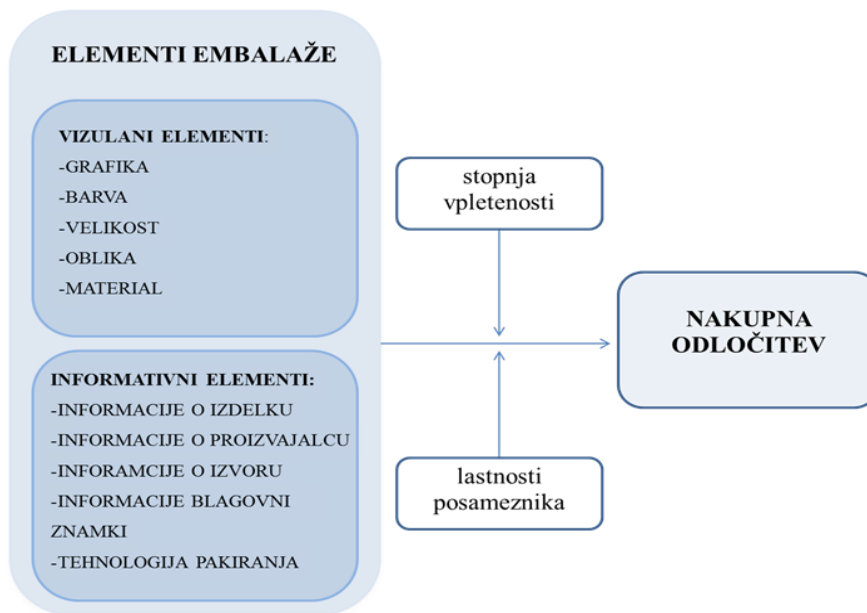 ELEMENTI EMBALAŽE
VIZULANI ELEMENTI:
-GRAFIKA
-BARVA
-VELIKOST
-OBLIKA
-MATERIAL
INFORMATIVNI ELEMENTI:
-INFORMACIJE O IZDELKU
-INFORMACIJE O PROIZVAJALCU
-INFORAMCIJE O IZVORU
-INFORMACIJE BLAGOVNI
ZNAMKI
-TEHNOLOGIJA PAKIRANJA
stopnja
vpletenosti
lastnosti
posameznika
NAKUPNA
ODLOČITEV